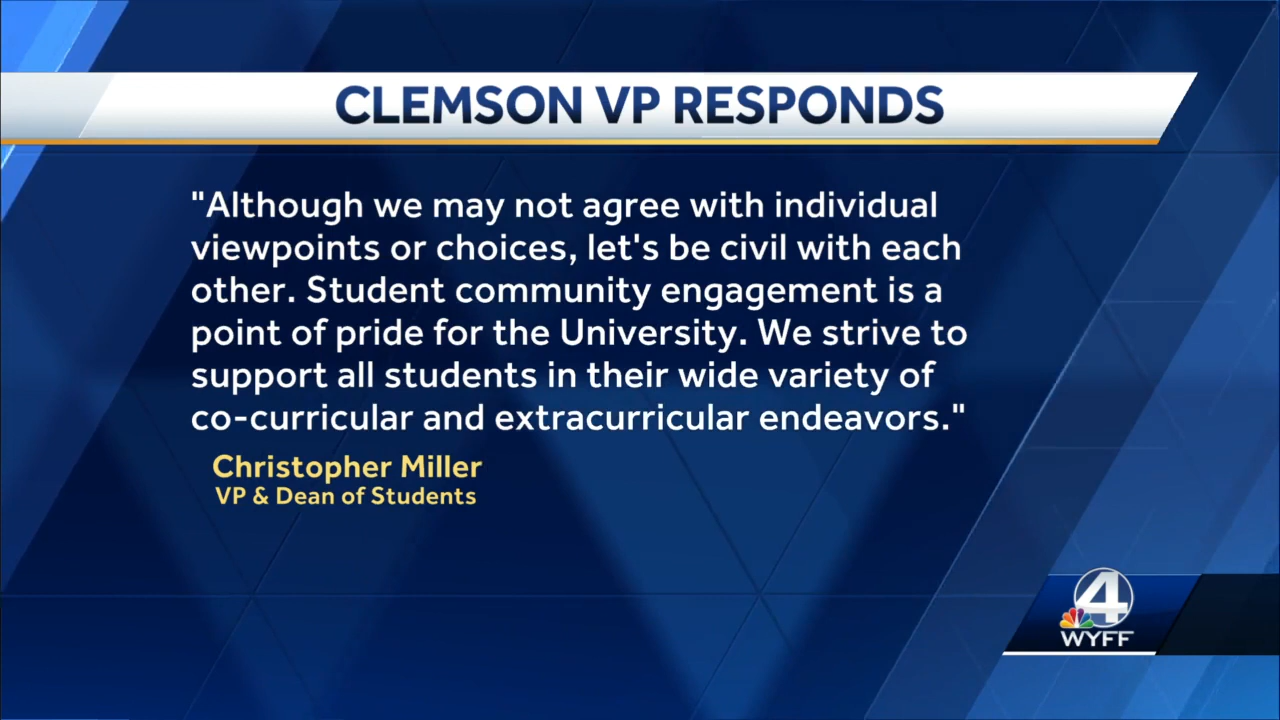 CLEMSON VP RESPONDS
"Although we may not agree with individual
viewpoints or choices, let's be civil with each
other. Student community engagement is a
point of pride for the University. We strive to
support all students in their wide variety of
co-curricular and extracurricular endeavors."
Christopher Miller
VP & Dean of Students
4
WYFF